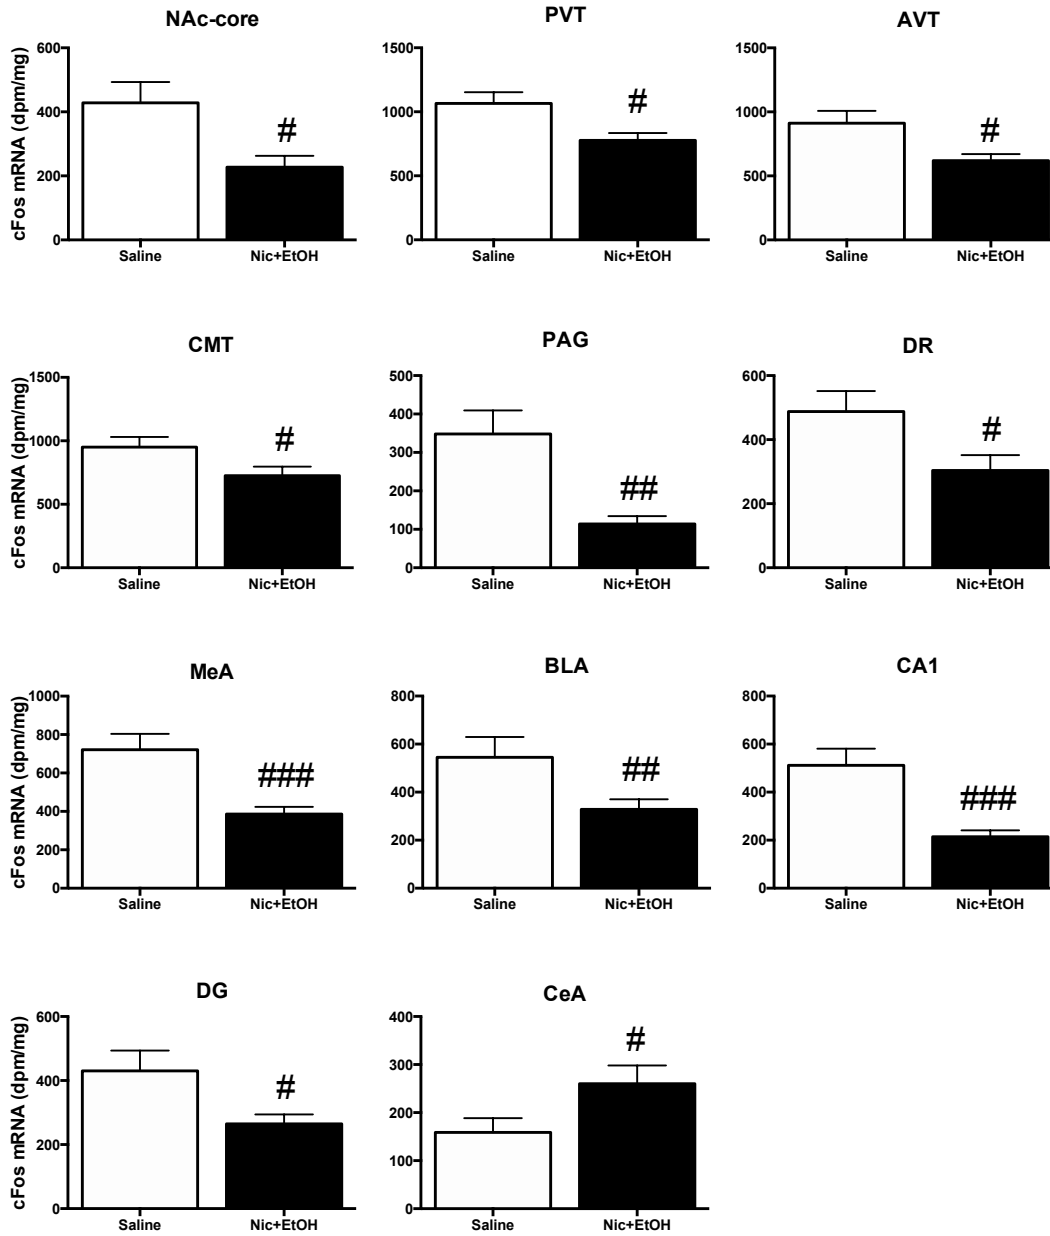 NAc-core
PVT
AVT
cFos mRNA (dpm/mg)
600
400
200
0
Saline
Nic+EtOH
#
1500
1000
500
0
Saline
Nic+EtOH
#
1500
1000
500
0
Saline
Nic+EtOH
#
CMT
PAG
DR
cFos mRNA (dpm/mg)
1500
1000
500
0
Saline
Nic+EtOH
#
500
400
300
200
100
0
Saline
Nic+EtOH
##
600
400
200
0
Saline
Nic+EtOH
#
MeA
BLA
CA1
cFos mRNA (dpm/mg)
1000
800
600
400
200
0
Saline
Nic+EtOH
###
800
600
400
200
0
Saline
Nic+EtOH
##
800
600
400
200
0
Saline
Nic+EtOH
###
DG
CeA
cFos mRNA (dpm/mg)
600
400
200
0
Saline
Nic+EtOH
#
400
300
200
100
0
Saline
Nic+EtOH
#